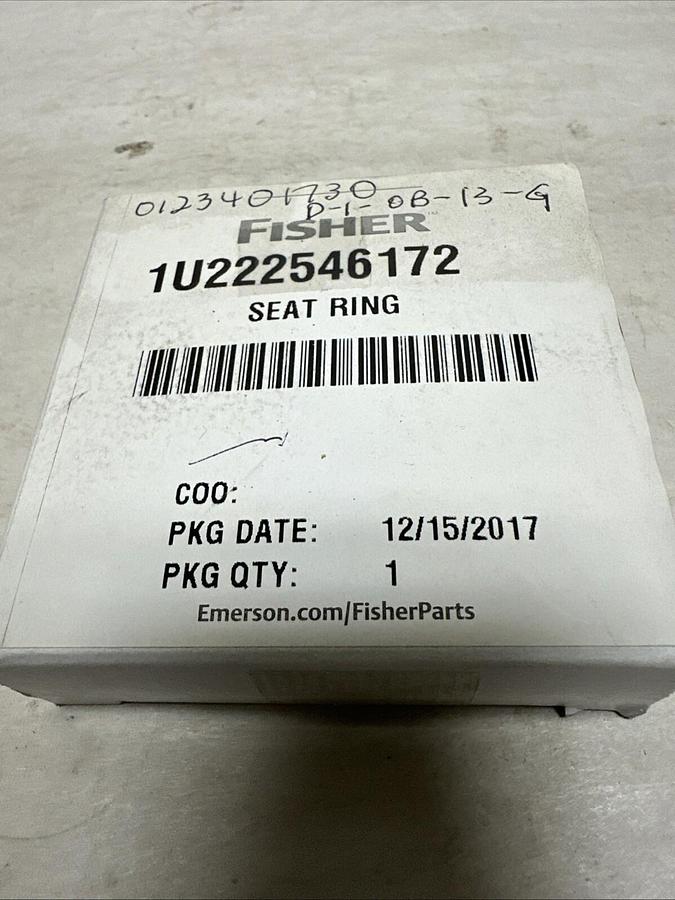 0123401730
D-1-0B-13-G
FISHER™
1U222546172
SEAT RING
COO:
PKG DATE: 12/15/2017
PKG QTY: 1
Emerson.com/FisherParts